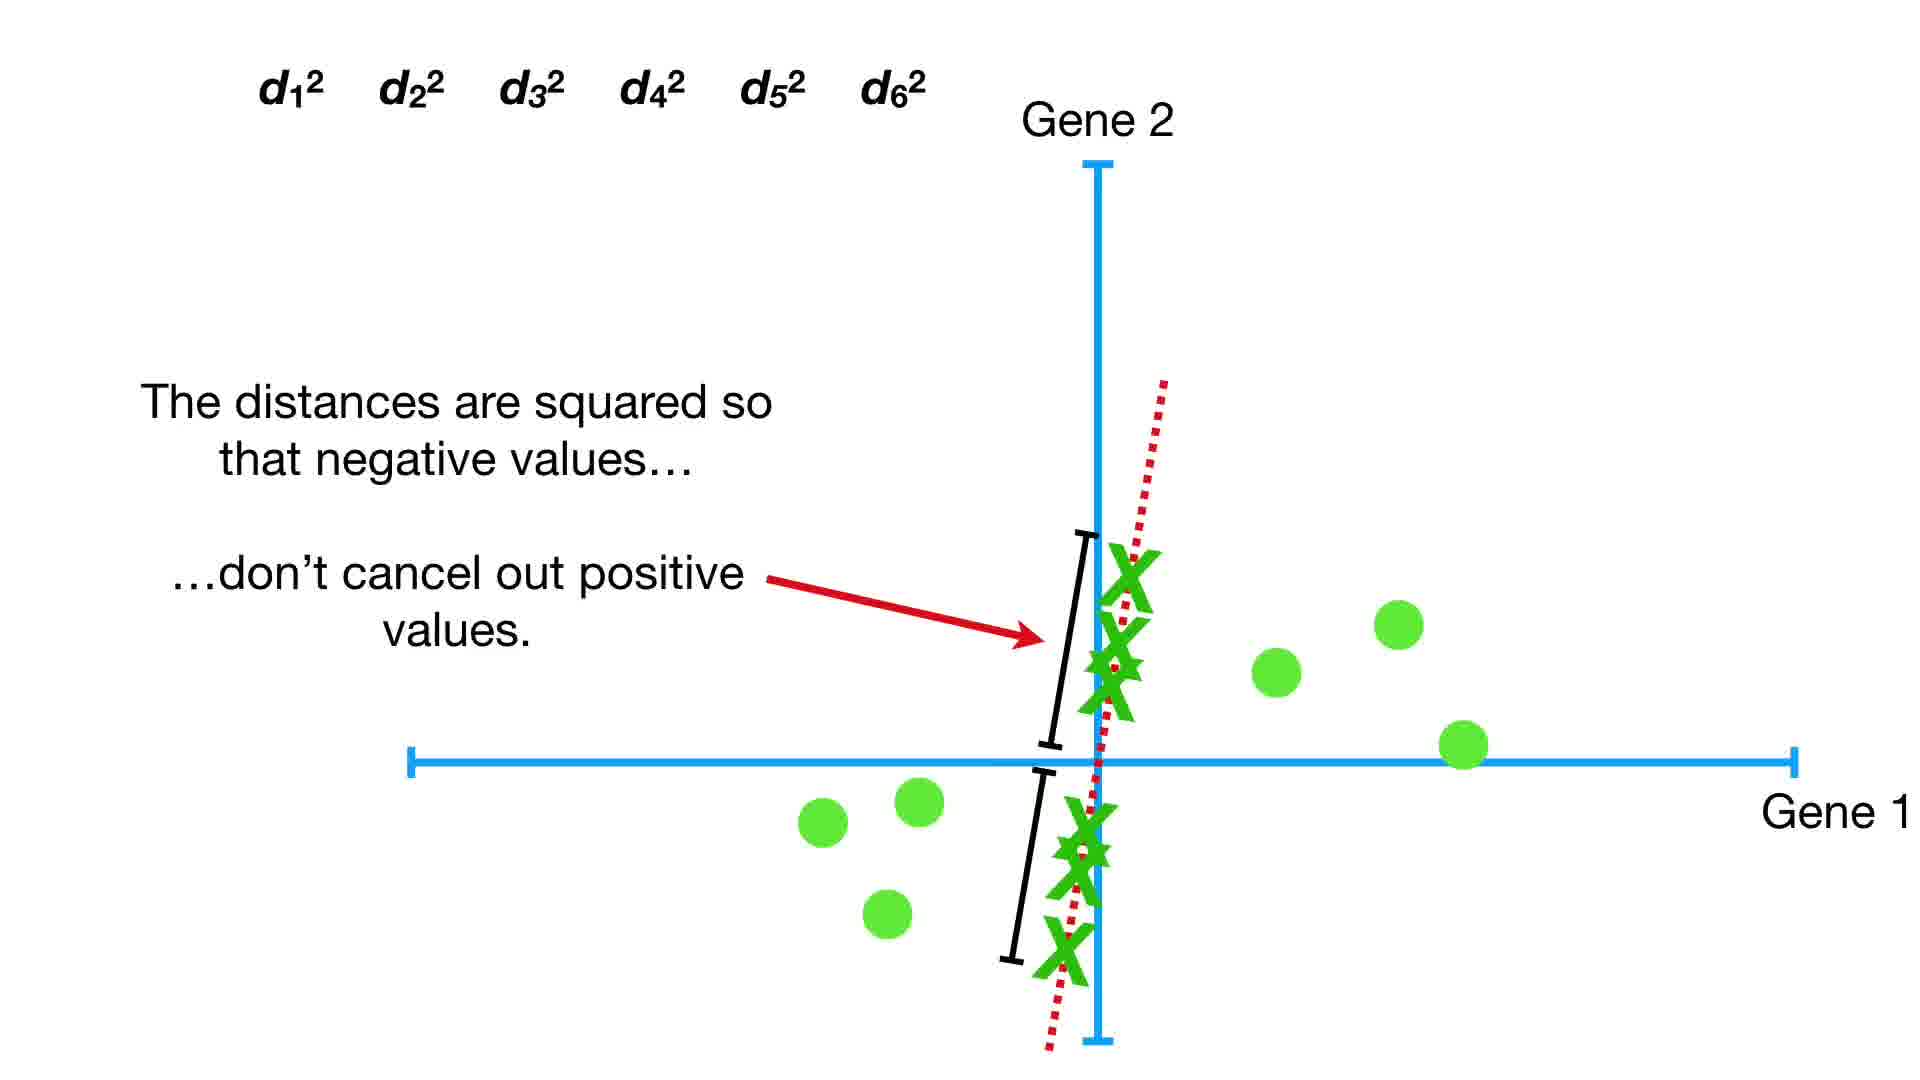 d₁² d₂² d₃² d₄² d₅² d₆²
Gene 2
The distances are squared so
that negative values…
…don’t cancel out positive
values.
Gene 1